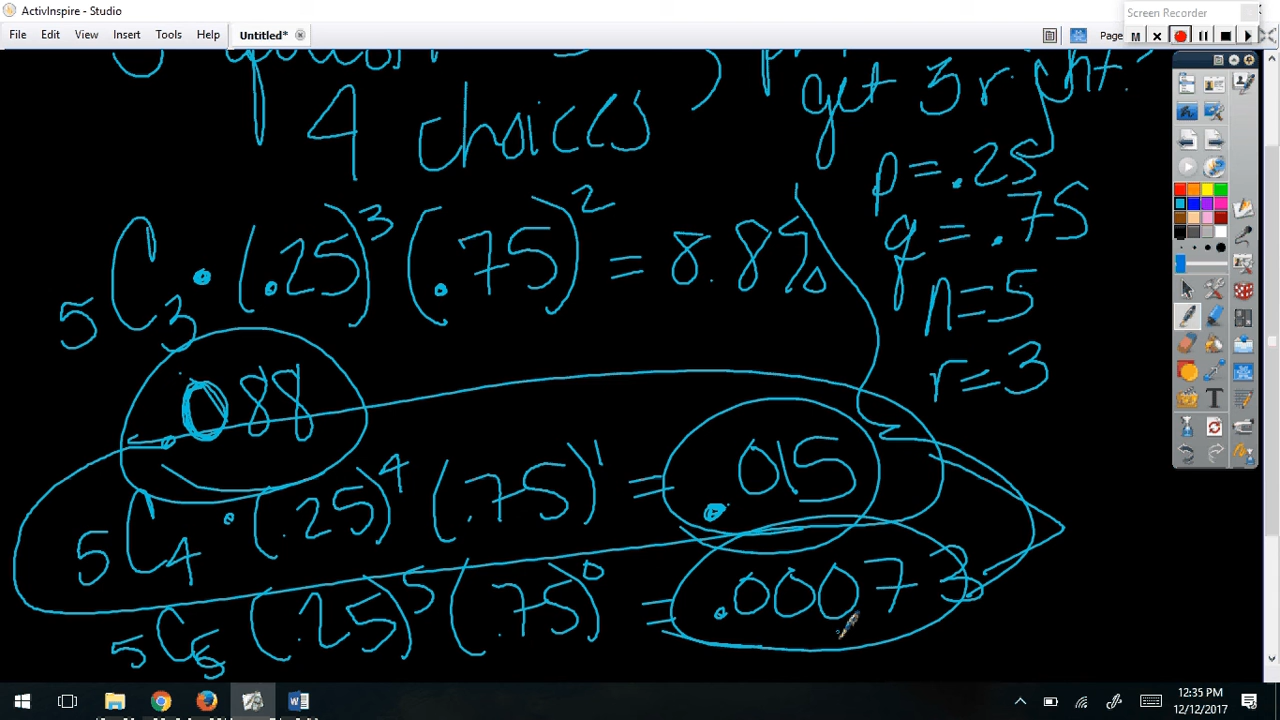 ActivInspire - Studio
Screen Recorder
File Edit View Insert Tools Help Untitled* Page
M
4 choices
get 3 right?
p = .25
q = .75
n = 5
r = 3
5C3 · (.25)^3 (.75)^2 = 8.8%
.088
5C4 · (.25)^4 (.75)^1 = .015
5C5 (.25)^5 (.75)^0 = .00073
12:35 PM
12/12/2017